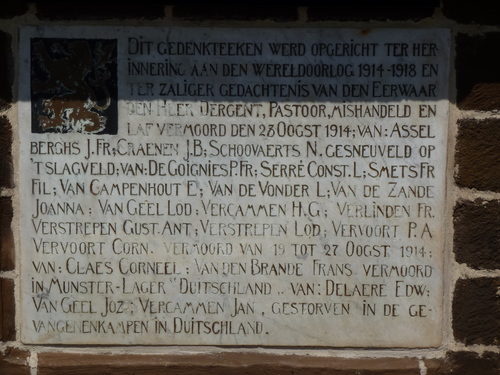 DIT GEDENKTEEKEN WERD OPGERICHT TER HER-
INNERING AAN DEN WERELDOORLOG 1914-1918 EN
TER ZALIGER GEDACHTENIS VAN DEN EERWAAR
DEN HEER DERGENT, PASTOOR, MISHANDELD EN
LAF VERMOORD DEN 28 OOGST 1914; VAN: ASSEL
BERGHS J.FR; CRAENEN J.B; SCHOOVAERTS N. GESNEUVELD OP
'T SLAGVELD; VAN: DE GOIGNIES P.FR; SERRÉ CONST. L; SMETS FR
FIL; VAN CAMPENHOUT E; VAN DE VONDER L; VAN DE ZANDE
JOANNA; VAN GEEL LOD; VERCAMMEN H.G; VERLINDEN FR.
VERSTREPEN GUST. ANT; VERSTREPEN LOD; VERVOORT P.A
VERVOORT CORN. VERMOORD VAN 19 TOT 27 OOGST 1914;
VAN: CLAES CORNEEL; VAN DEN BRANDE FRANS VERMOORD
IN MUNSTER-LAGER DUITSCHLAND.. VAN: DELAERE EDW:
VAN GEEL JOZ; VERCAMMEN JAN, GESTORVEN IN DE GE-
VANGENENKAMPEN IN DUITSCHLAND.